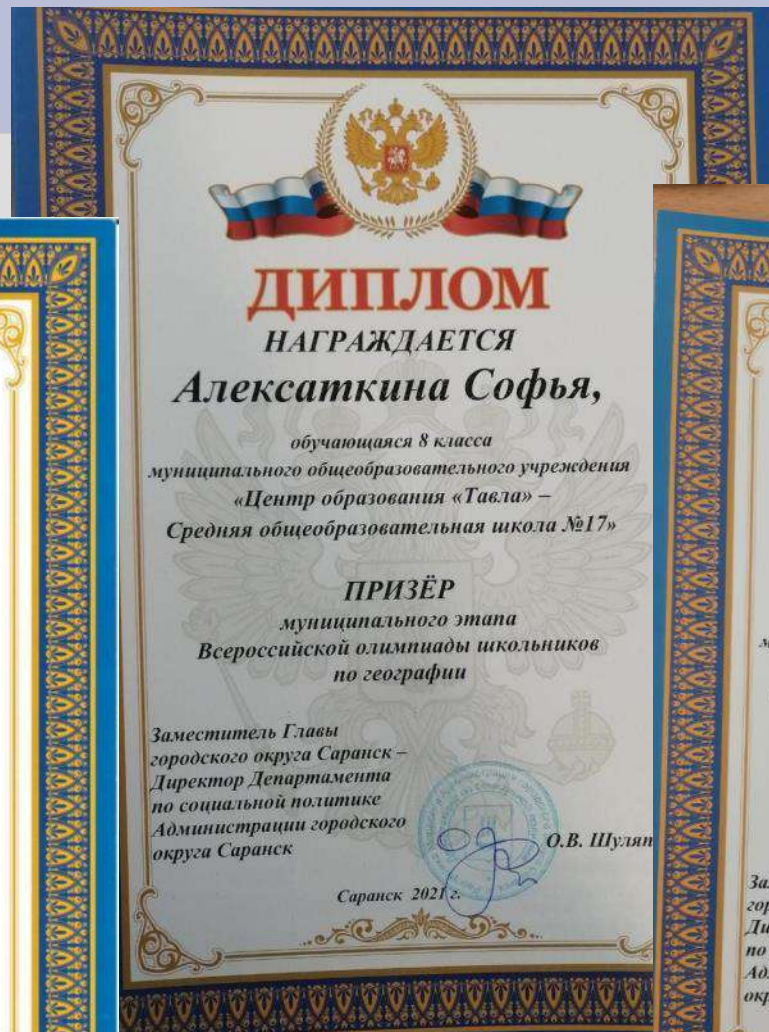 ДИПЛОМ
НАГРАЖДАЕТСЯ
Алексаткина Софья,
обучающаяся 8 класса
муниципального общеобразовательного учреждения
«Центр образования «Тавла» –
Средняя общеобразовательная школа №17»
ПРИЗЁР
муниципального этапа
Всероссийской олимпиады школьников
по географии
Заместитель Главы
городского округа Саранск –
Директор Департамента
по социальной политике
Администрации городского
округа Саранск
О.В.
Саранск 2021 г.
по